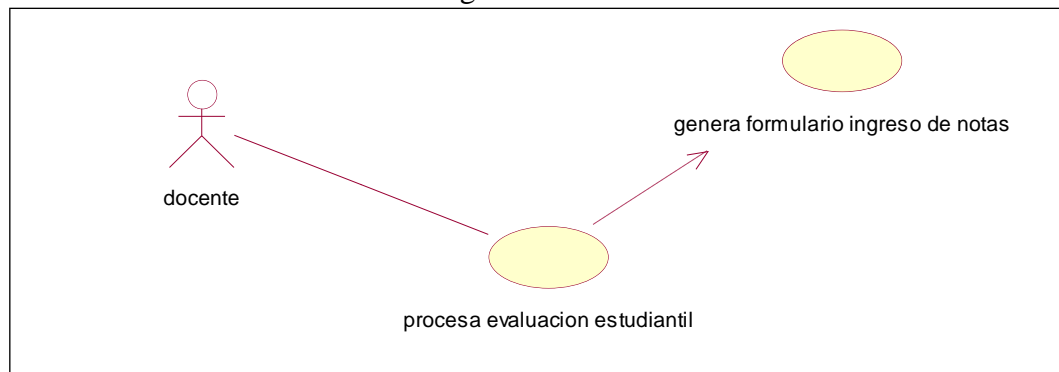 genera formulario ingreso de notas
docente
procesa evaluacion estudiantil